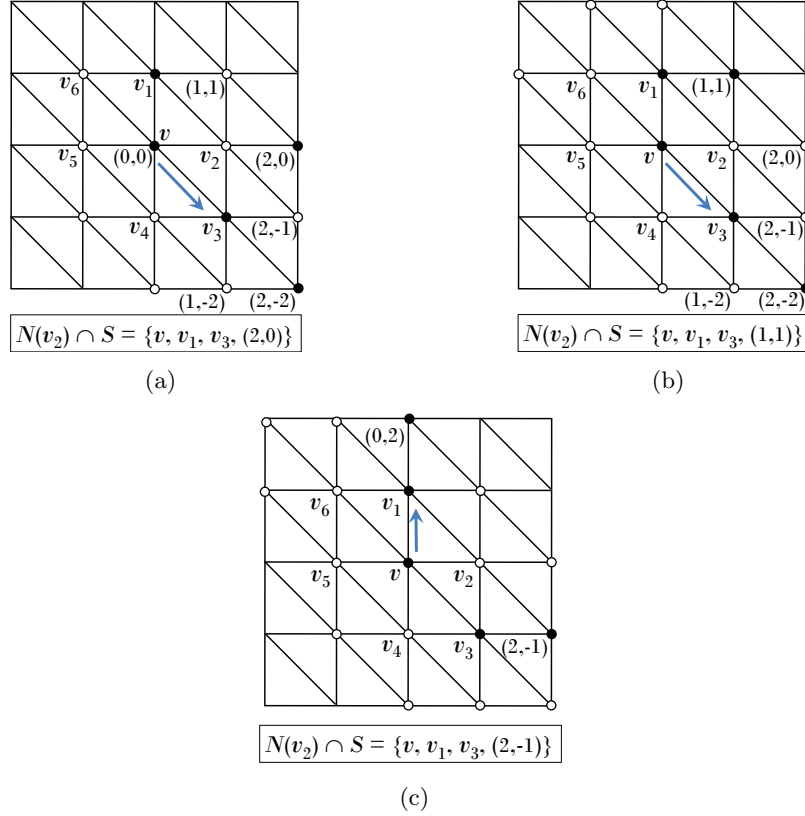 v₆ v₁ (1,1)
v
v₅ (0,0) v₂ (2,0)
v₄ v₃ (2,-1)
(1,-2) (2,-2)
N(v₂) ∩ S = {v, v₁, v₃, (2,0)}
(a)
v₆ v₁ (1,1)
v₅ v v₂ (2,0)
v₄ v₃ (2,-1)
(1,-2) (2,-2)
N(v₂) ∩ S = {v, v₁, v₃, (1,1)}
(b)
(0,2)
v₆ v₁
v₅ v v₂
v₄ v₃ (2,-1)
N(v₂) ∩ S = {v, v₁, v₃, (2,-1)}
(c)